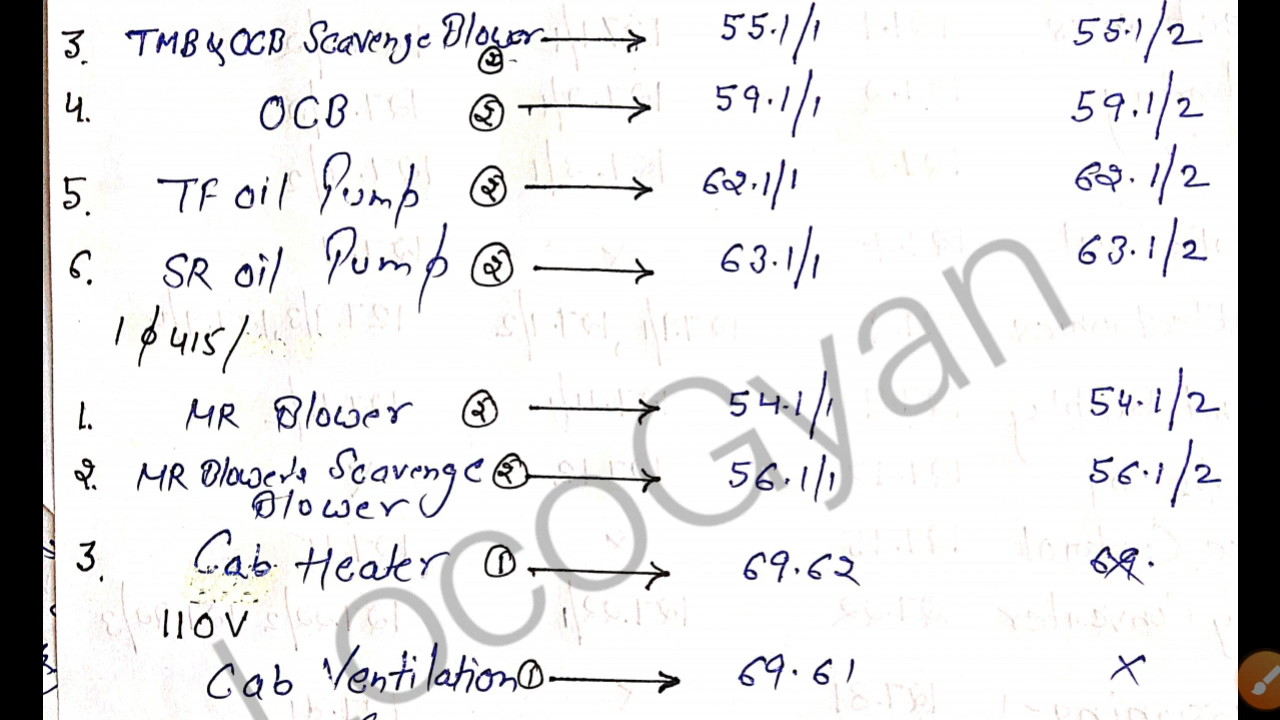 3. TMB & OCB Scavenge Blower ② → 55.1/1 55.1/2
4. OCB ② → 59.1/1 59.1/2
5. TF oil Pump ② → 62.1/1 62.1/2
6. SR oil Pump ② → 63.1/1 63.1/2
1 ϕ 415/
1. MR Blower ② → 54.1/1 54.1/2
2. MR Blower Scavenge ② → 56.1/1 56.1/2
Blower
3. Cab Heater ① → 69.62
110V
Cab Ventilation ① → 69.61 X
LocoGyan